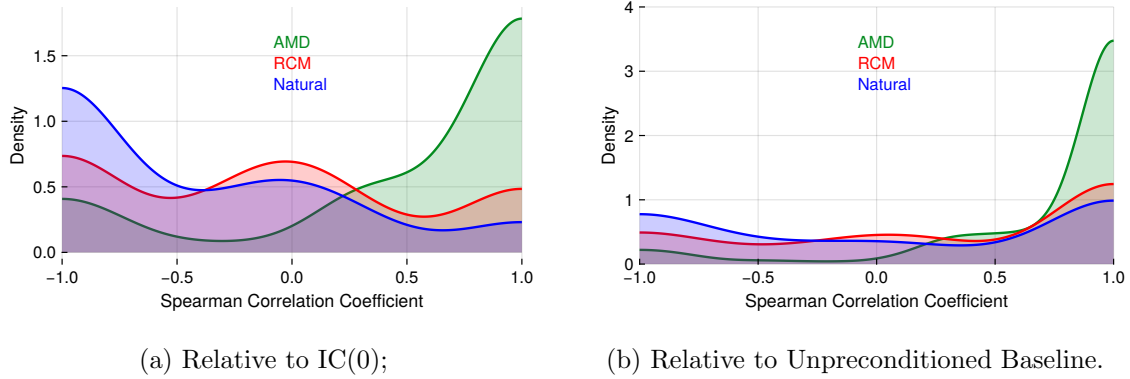 AMD
RCM
Natural
Density
1.5
1.0
0.5
0.0
−1.0 −0.5 0.0 0.5 1.0
Spearman Correlation Coefficient
(a) Relative to IC(0);
AMD
RCM
Natural
Density
4
3
2
1
0
−1.0 −0.5 0.0 0.5 1.0
Spearman Correlation Coefficient
(b) Relative to Unpreconditioned Baseline.